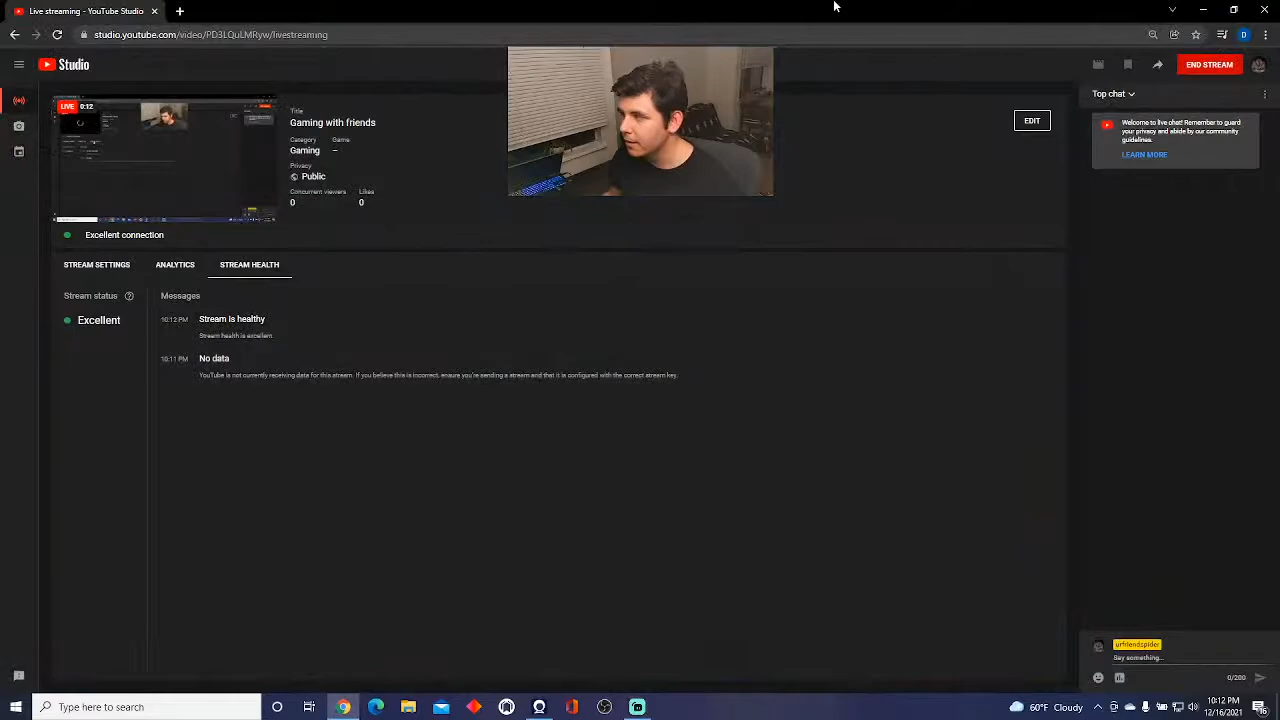 Live streaming - YouTube Studio
studio.youtube.com/video/PD3LQuLMRyw/livestreaming
D
Studio
END STREAM
LIVE 0:12
Title
Gaming with friends
Category Game
Gaming –
Privacy
Public
Concurrent viewers Likes
0 0
EDIT
Excellent connection
STREAM SETTINGS ANALYTICS STREAM HEALTH
Stream status
Excellent
Messages
10:12 PM Stream is healthy
Stream health is excellent.
10:11 PM No data
YouTube is not currently receiving data for this stream. If you believe this is incorrect, ensure you're sending a stream and that it is configured with the correct stream key.
Top chat
Welcome to live chat! Remember to guard
your privacy and abide by our community
guidelines.
LEARN MORE
urfriendspider
Say something...
0/200
Type here to search
60°F Cloudy
10:12 PM
12/16/2021